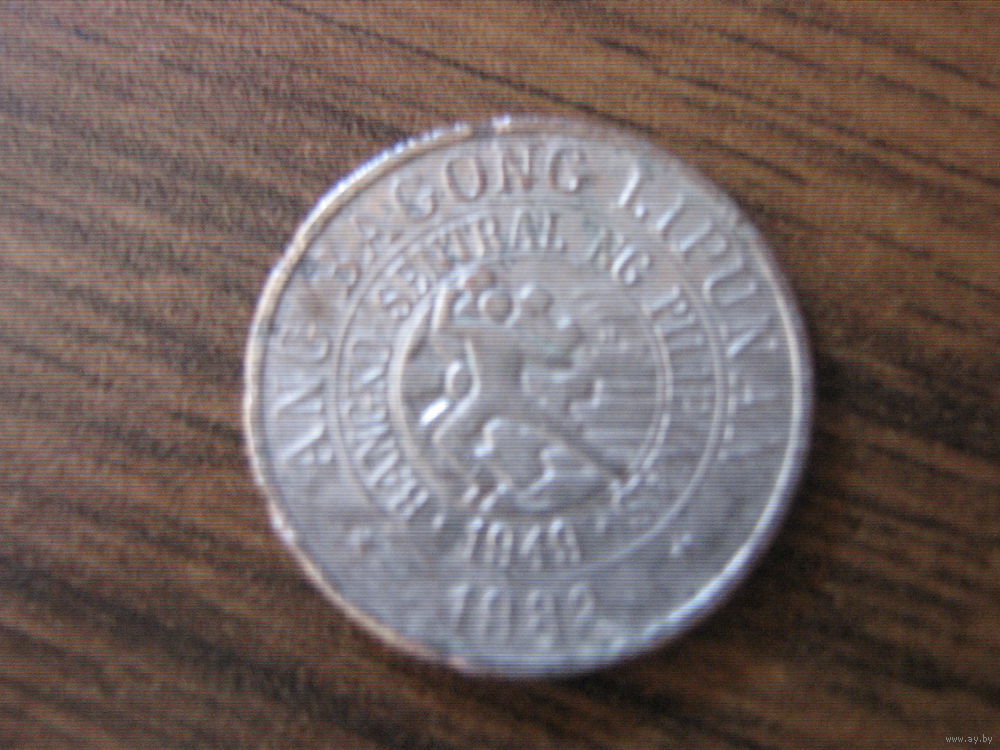 ANG BAGONG LIPUNAN
BANGKO SENTRAL NG PILIPINAS
1949
1982
www.ay.by